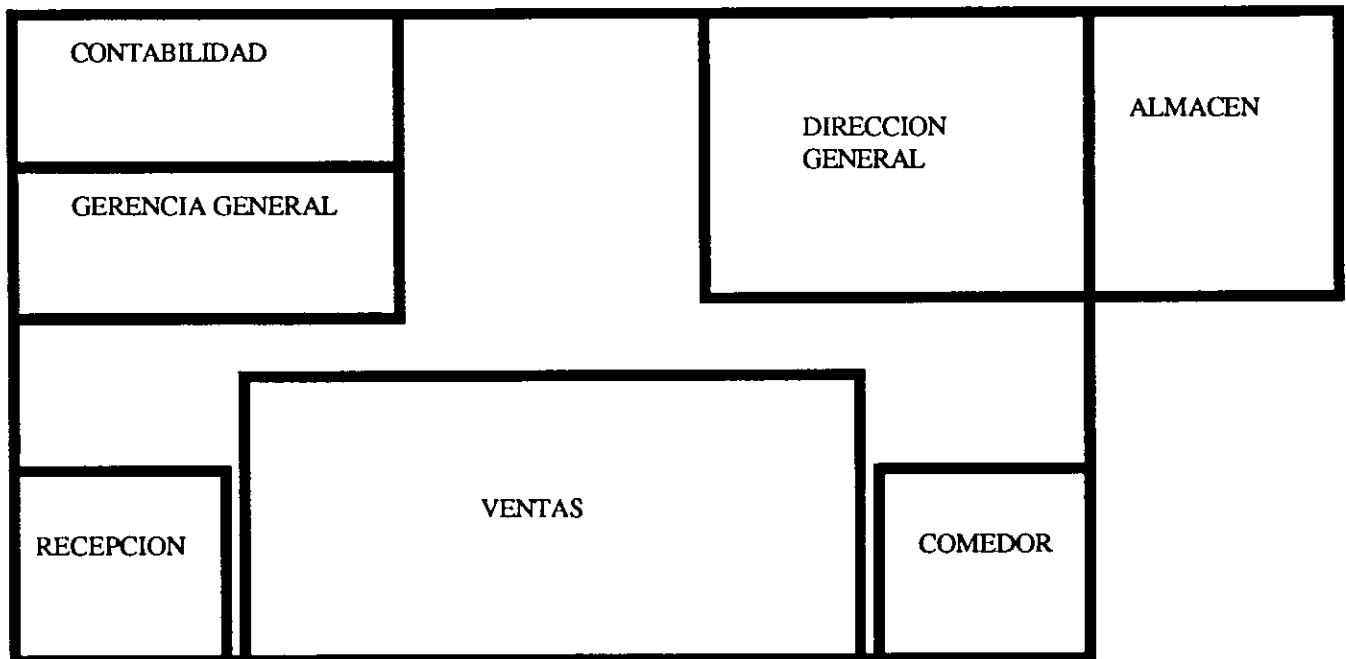 CONTABILIDAD
GERENCIA GENERAL
DIRECCION
GENERAL
ALMACEN
RECEPCION
VENTAS
COMEDOR